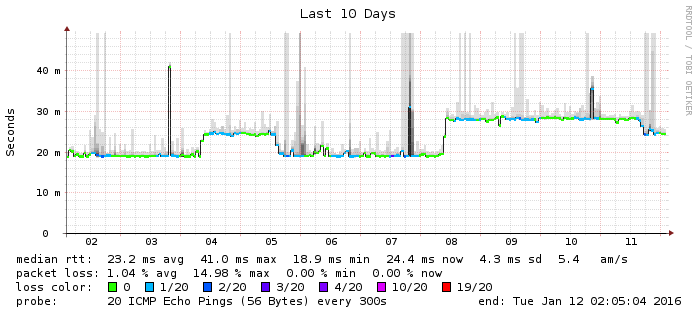 Last 10 Days
RRDTOOL / TOBI OETIKER
Seconds
40 m
30 m
20 m
10 m
0
02 03 04 05 06 07 08 09 10 11
median rtt: 23.2 ms avg 41.0 ms max 18.9 ms min 24.4 ms now 4.3 ms sd 5.4 am/s
packet loss: 1.04 % avg 14.98 % max 0.00 % min 0.00 % now
loss color: 0 1/20 2/20 3/20 4/20 10/20 19/20
probe: 20 ICMP Echo Pings (56 Bytes) every 300s end: Tue Jan 12 02:05:04 2016